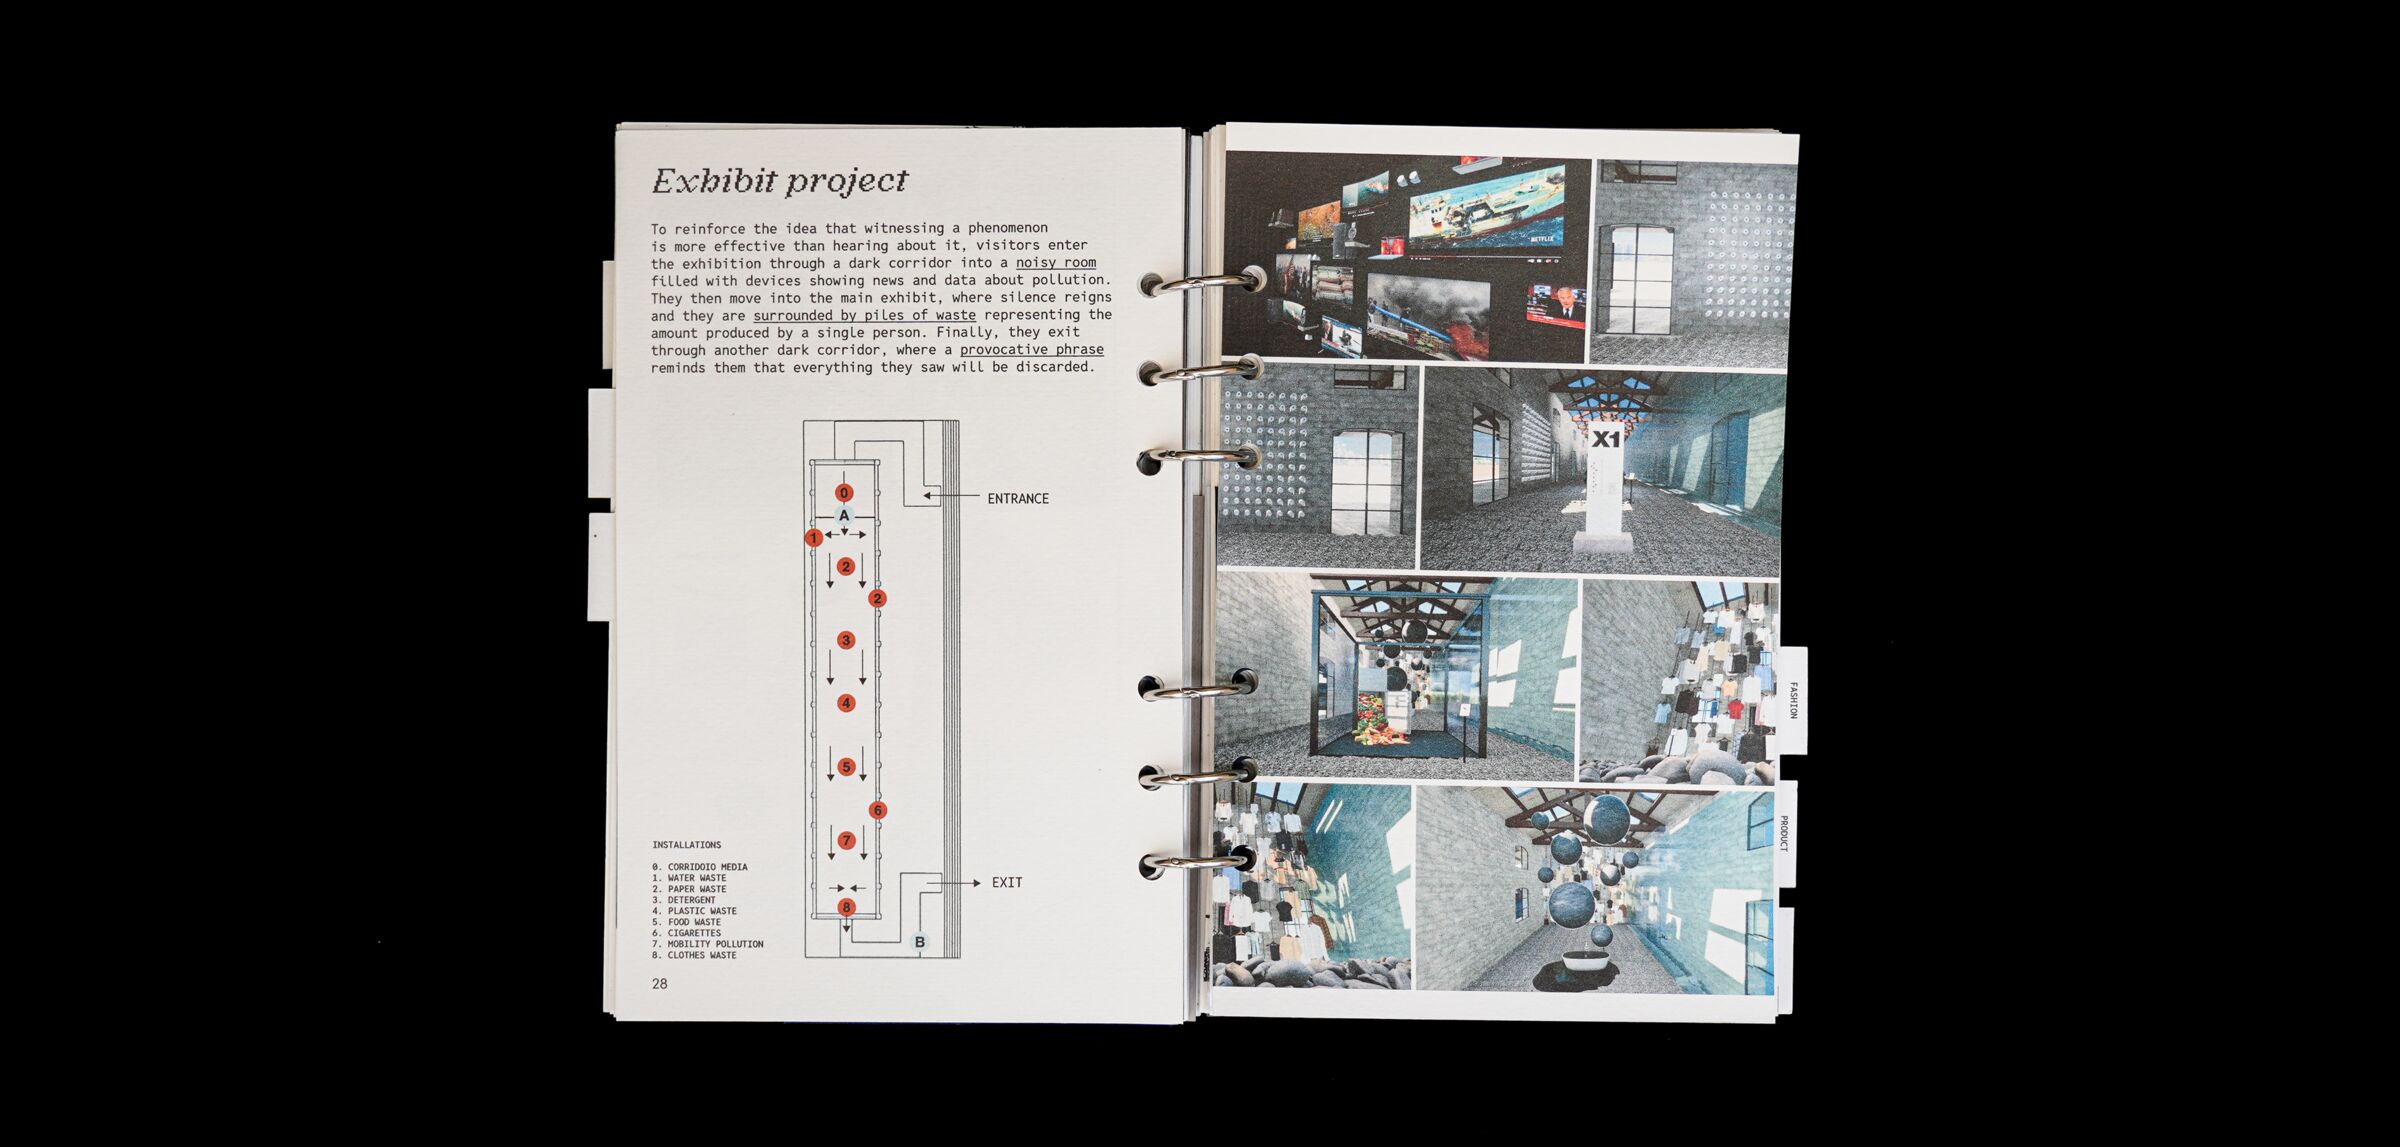 Exhibit project
To reinforce the idea that witnessing a phenomenon
is more effective than hearing about it, visitors enter
the exhibition through a dark corridor into a noisy room
filled with devices showing news and data about pollution.
They then move into the main exhibit, where silence reigns
and they are surrounded by piles of waste representing the
amount produced by a single person. Finally, they exit
through another dark corridor, where a provocative phrase
reminds them that everything they saw will be discarded.
0
ENTRANCE
A
1
2
2
3
4
5
6
7
8
EXIT
B
INSTALLATIONS
0. CORRIDOIO MEDIA
1. WATER WASTE
2. PAPER WASTE
3. DETERGENT
4. PLASTIC WASTE
5. FOOD WASTE
6. CIGARETTES
7. MOBILITY POLLUTION
8. CLOTHES WASTE
28
NETFLIX
X1
FASHION
PRODUCT